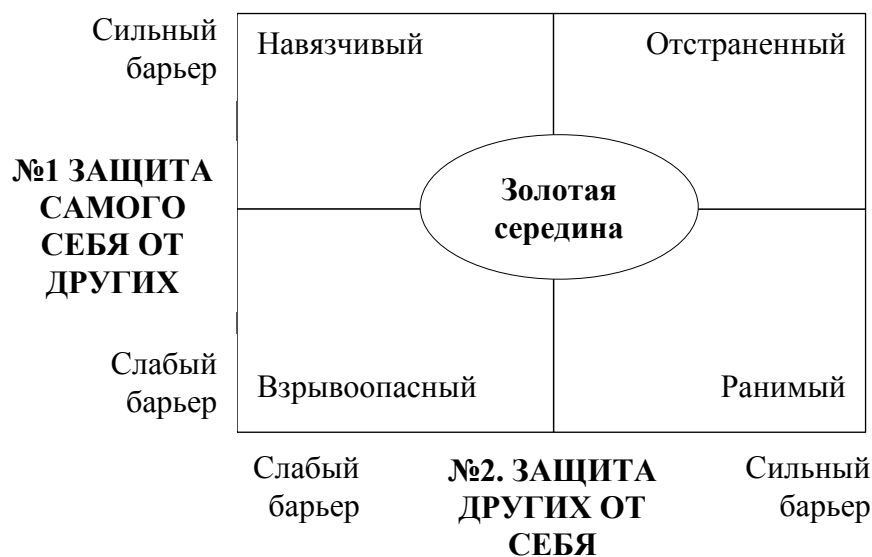 Сильный
барьер
Навязчивый
Отстраненный
№1 ЗАЩИТА
САМОГО
СЕБЯ ОТ
ДРУГИХ
Золотая
середина
Слабый
барьер
Взрывоопасный
Ранимый
Слабый
барьер
№2. ЗАЩИТА
ДРУГИХ ОТ
СЕБЯ
Сильный
барьер